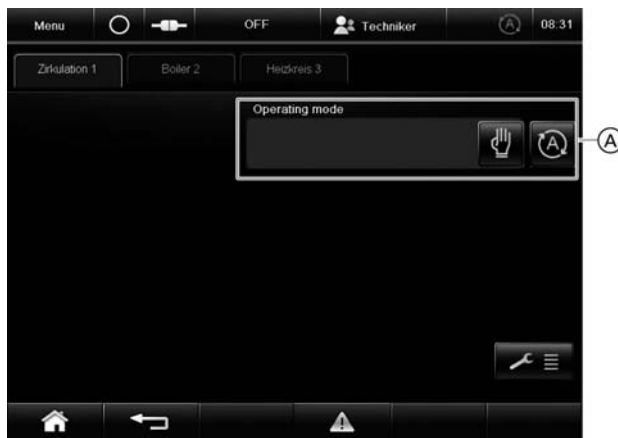 Menu OFF Techniker A 08:31
Zirkulation 1 Boiler 2 Heizkreis 3
Operating mode
A
A